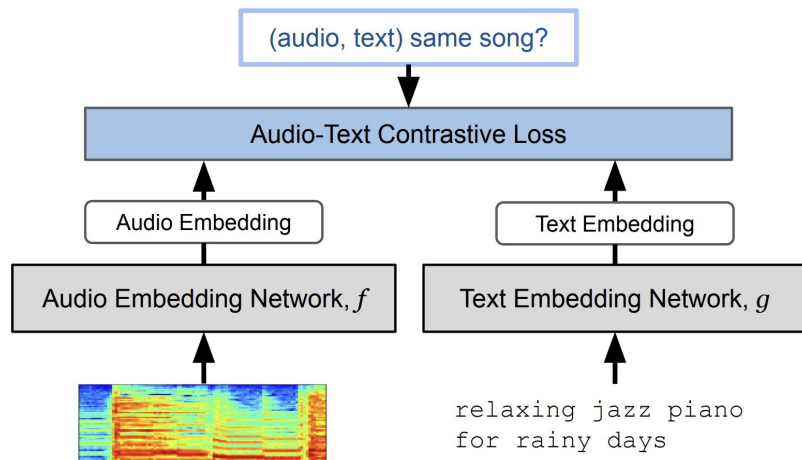 (audio, text) same song?
Audio-Text Contrastive Loss
Audio Embedding
Text Embedding
Audio Embedding Network, f
Text Embedding Network, g
relaxing jazz piano
for rainy days